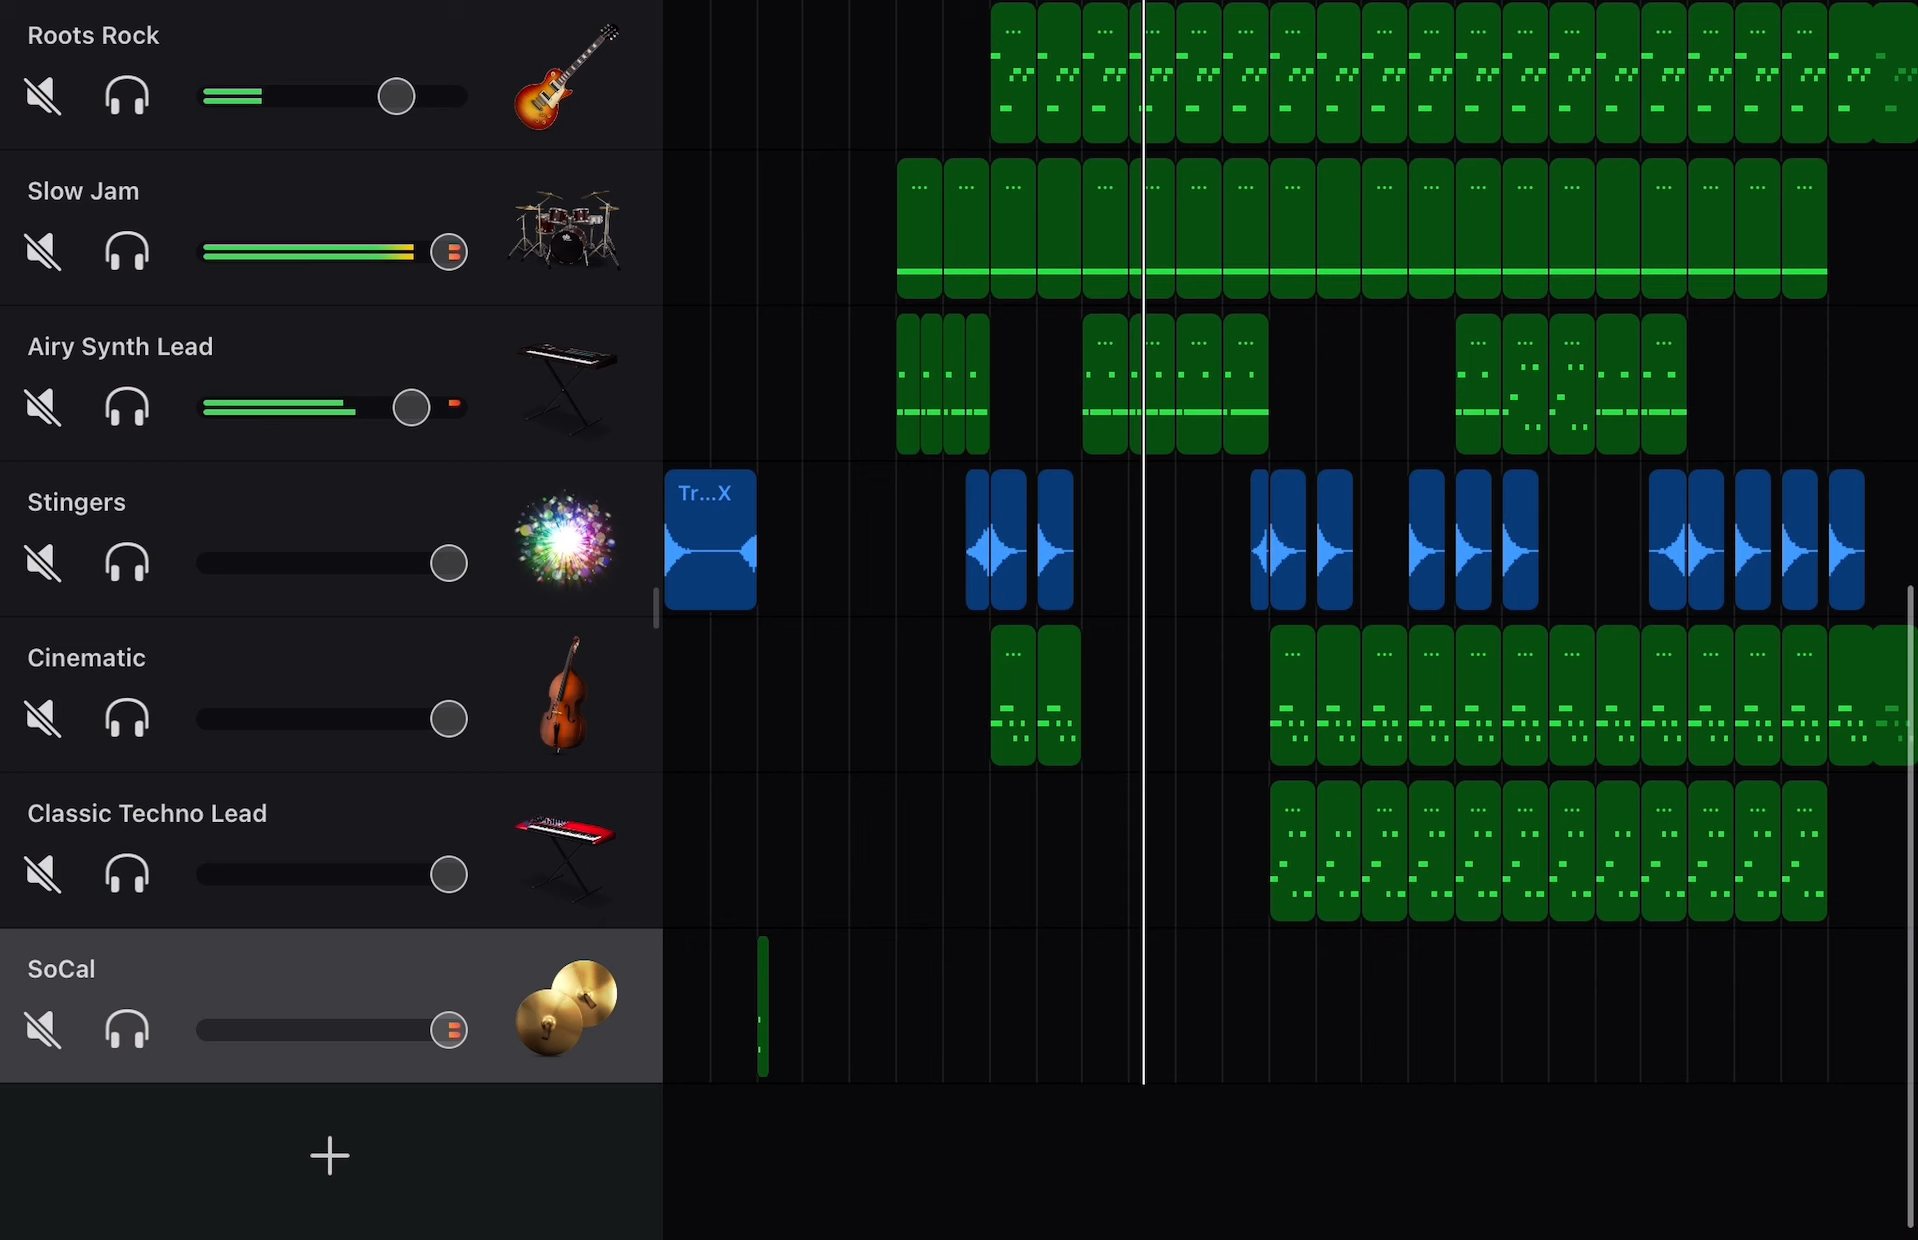 Roots Rock
Slow Jam
Airy Synth Lead
Stingers
Tr...X
Cinematic
Classic Techno Lead
SoCal